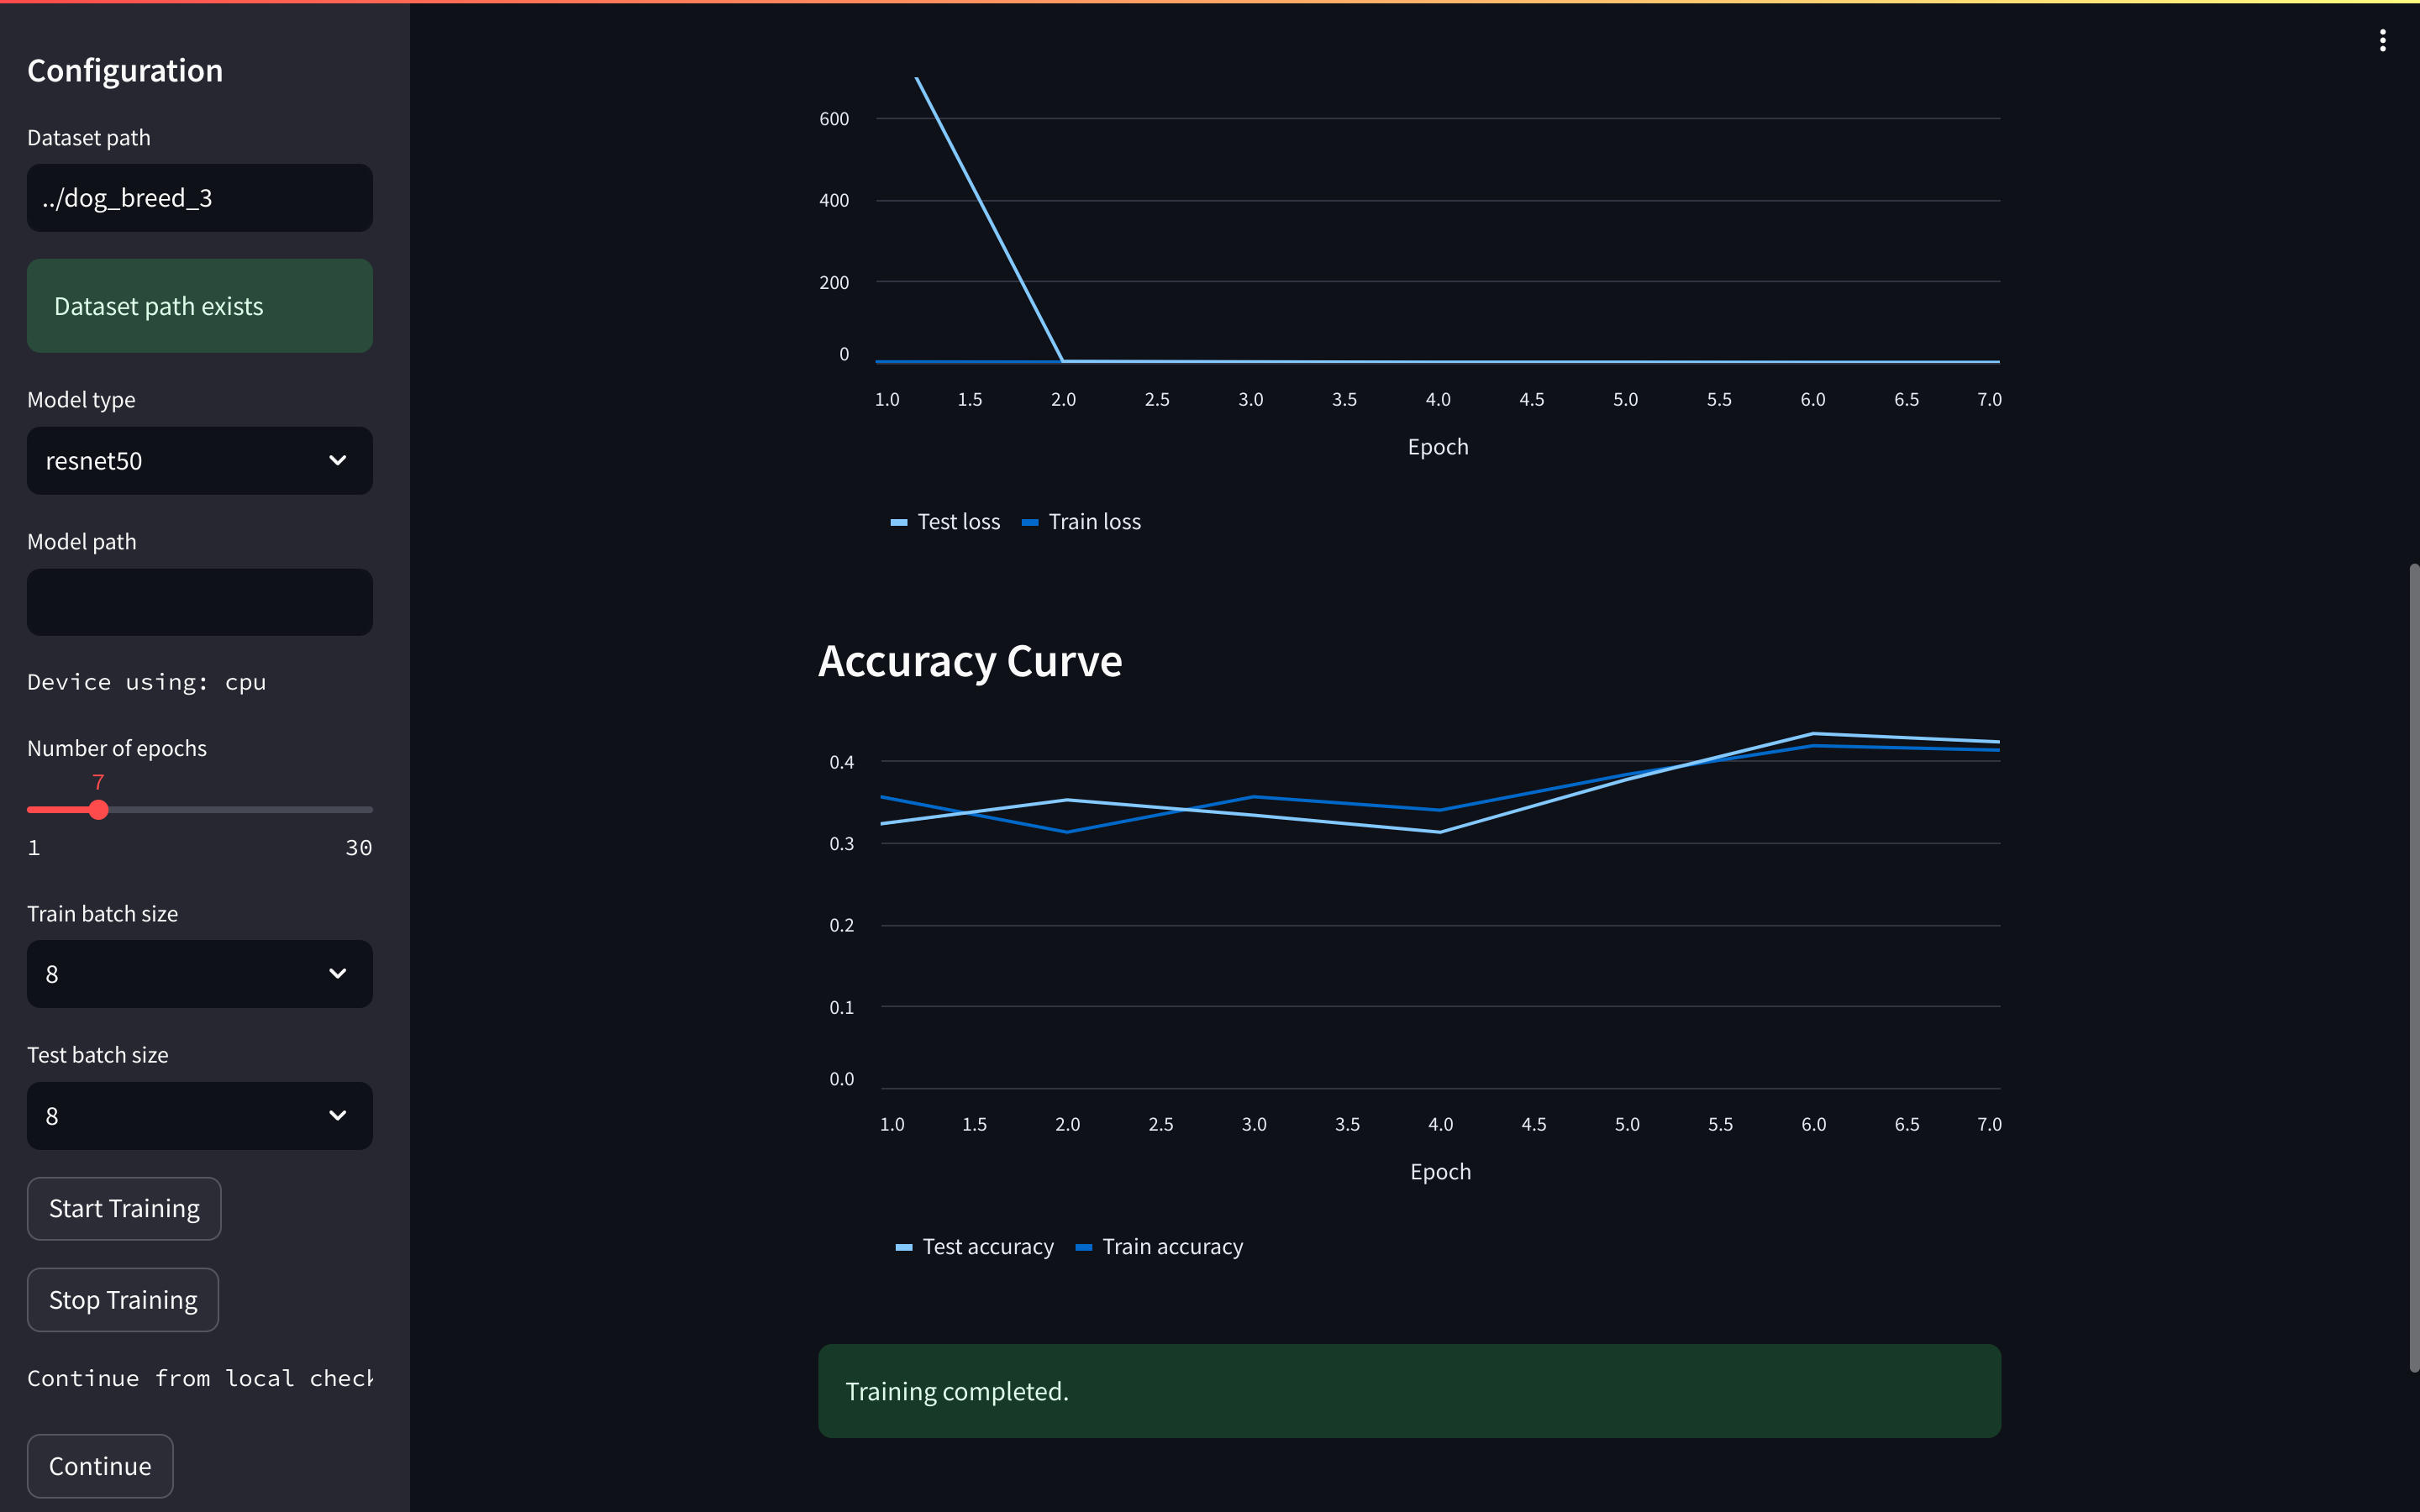 Configuration
Dataset path
../dog_breed_3
Dataset path exists
Model type
resnet50
Model path
Device using: cpu
Number of epochs
7
1 30
Train batch size
8
Test batch size
8
Start Training
Stop Training
Continue from local check
Continue
600
400
200
0
1.0 1.5 2.0 2.5 3.0 3.5 4.0 4.5 5.0 5.5 6.0 6.5 7.0
Epoch
Test loss Train loss
Accuracy Curve
0.4
0.3
0.2
0.1
0.0
1.0 1.5 2.0 2.5 3.0 3.5 4.0 4.5 5.0 5.5 6.0 6.5 7.0
Epoch
Test accuracy Train accuracy
Training completed.